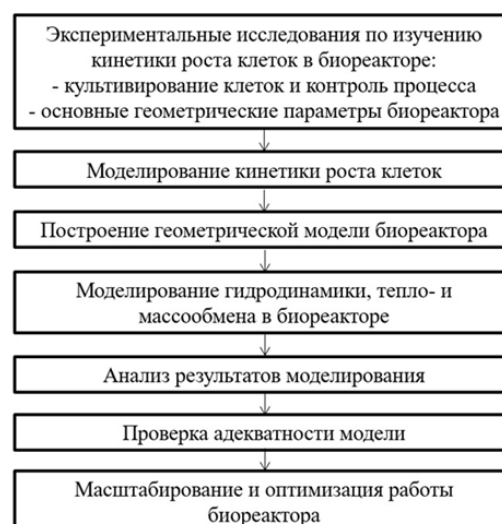 Экспериментальные исследования по изучению
кинетики роста клеток в биореакторе:
- культивирование клеток и контроль процесса
- основные геометрические параметры биореактора
Моделирование кинетики роста клеток
Построение геометрической модели биореактора
Моделирование гидродинамики, тепло- и
массообмена в биореакторе
Анализ результатов моделирования
Проверка адекватности модели
Масштабирование и оптимизация работы
биореактора